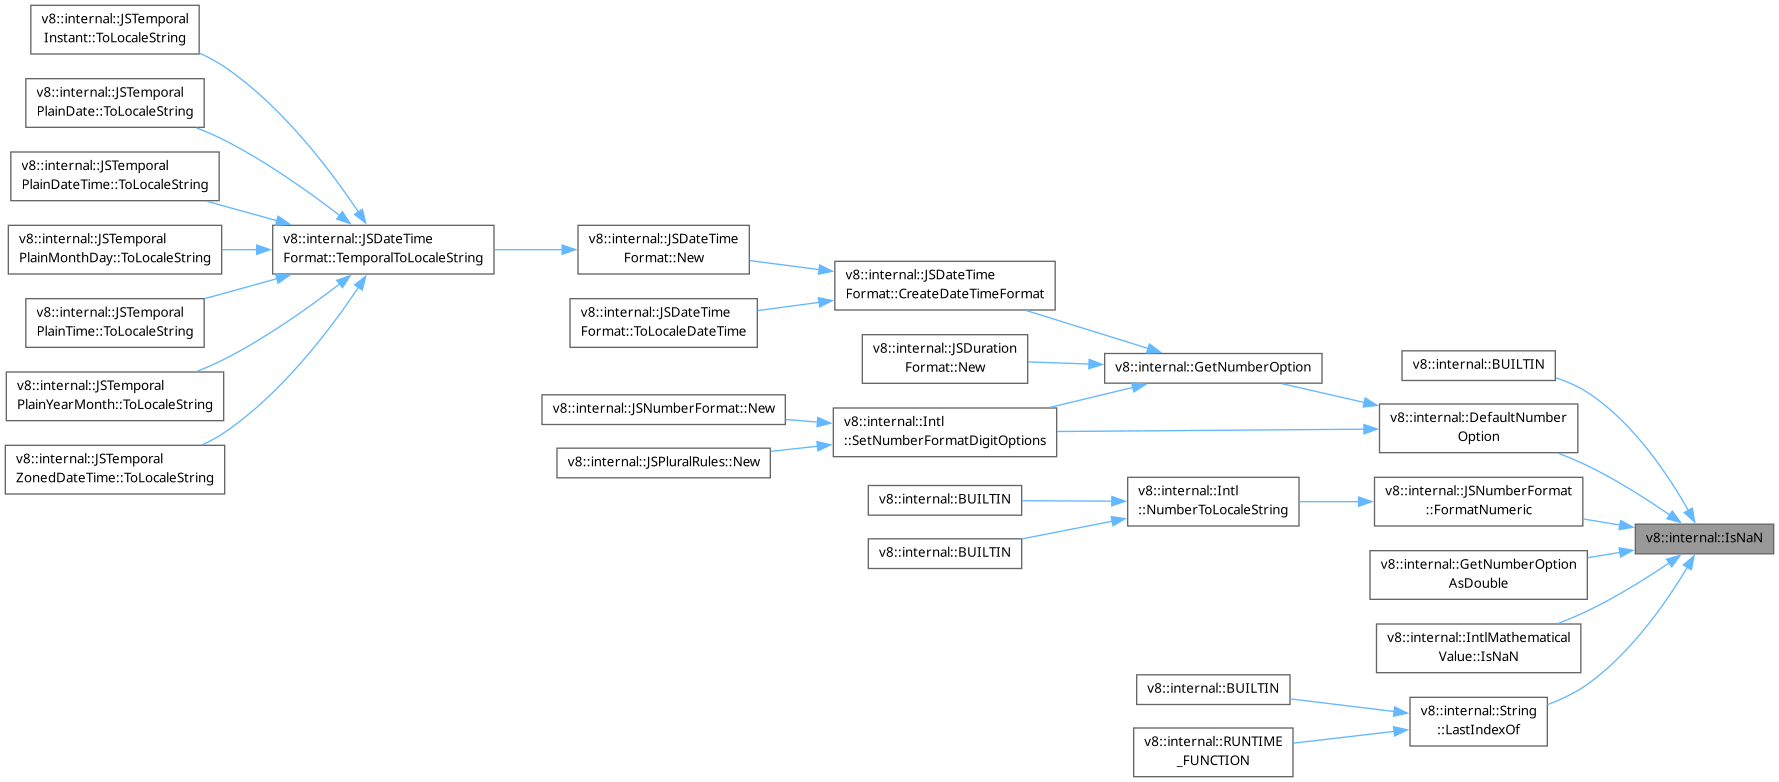 v8::internal::JSTemporal
Instant::ToLocaleString
v8::internal::JSTemporal
PlainDate::ToLocaleString
v8::internal::JSTemporal
PlainDateTime::ToLocaleString
v8::internal::JSTemporal
PlainMonthDay::ToLocaleString
v8::internal::JSTemporal
PlainTime::ToLocaleString
v8::internal::JSTemporal
PlainYearMonth::ToLocaleString
v8::internal::JSTemporal
ZonedDateTime::ToLocaleString
v8::internal::JSDateTime
Format::TemporalToLocaleString
v8::internal::JSDateTime
Format::New
v8::internal::JSDateTime
Format::ToLocaleDateTime
v8::internal::JSNumberFormat::New
v8::internal::JSPluralRules::New
v8::internal::JSDateTime
Format::CreateDateTimeFormat
v8::internal::JSDuration
Format::New
v8::internal::Intl
::SetNumberFormatDigitOptions
v8::internal::BUILTIN
v8::internal::BUILTIN
v8::internal::GetNumberOption
v8::internal::Intl
::NumberToLocaleString
v8::internal::BUILTIN
v8::internal::RUNTIME
_FUNCTION
v8::internal::BUILTIN
v8::internal::DefaultNumber
Option
v8::internal::JSNumberFormat
::FormatNumeric
v8::internal::GetNumberOption
AsDouble
v8::internal::IntlMathematical
Value::IsNaN
v8::internal::String
::LastIndexOf
v8::internal::IsNaN